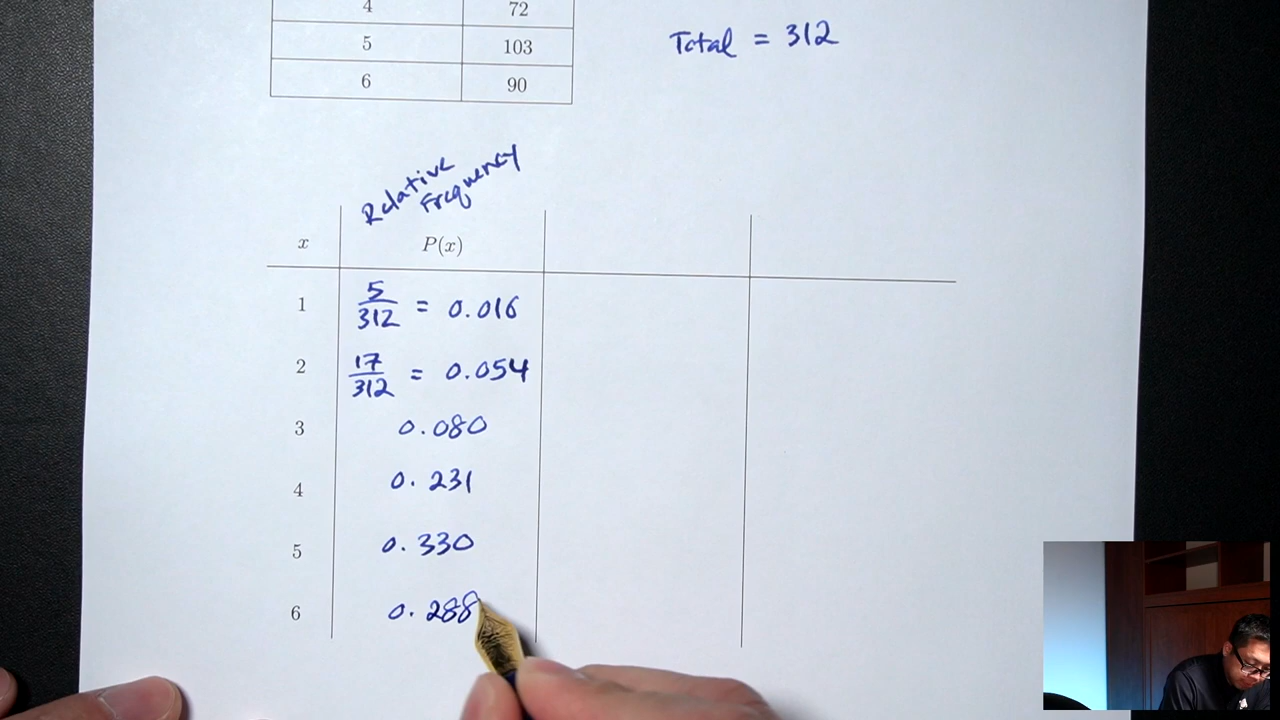 4 72
5 103
6 90
Total = 312
Relative
Frequency
x P(x)
1 5/312 = 0.016
2 17/312 = 0.054
3 0.080
4 0.231
5 0.330
6 0.288